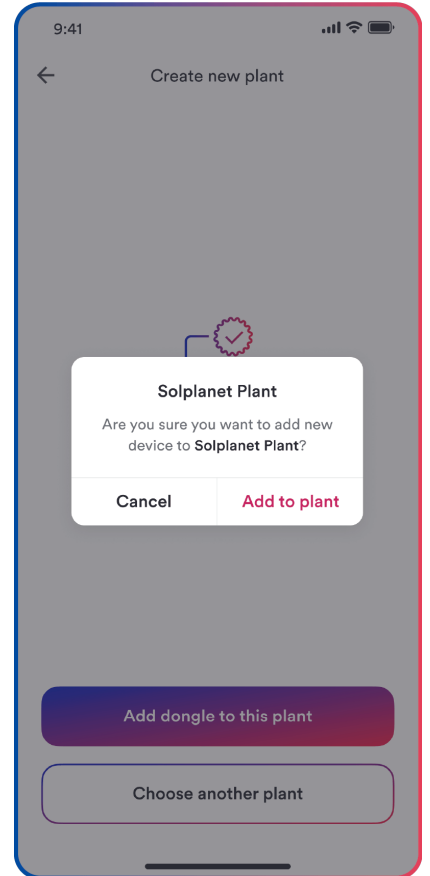 9:41
Create new plant
Solplanet Plant
Are you sure you want to add new
device to Solplanet Plant?
Cancel
Add to plant
Add dongle to this plant
Choose another plant